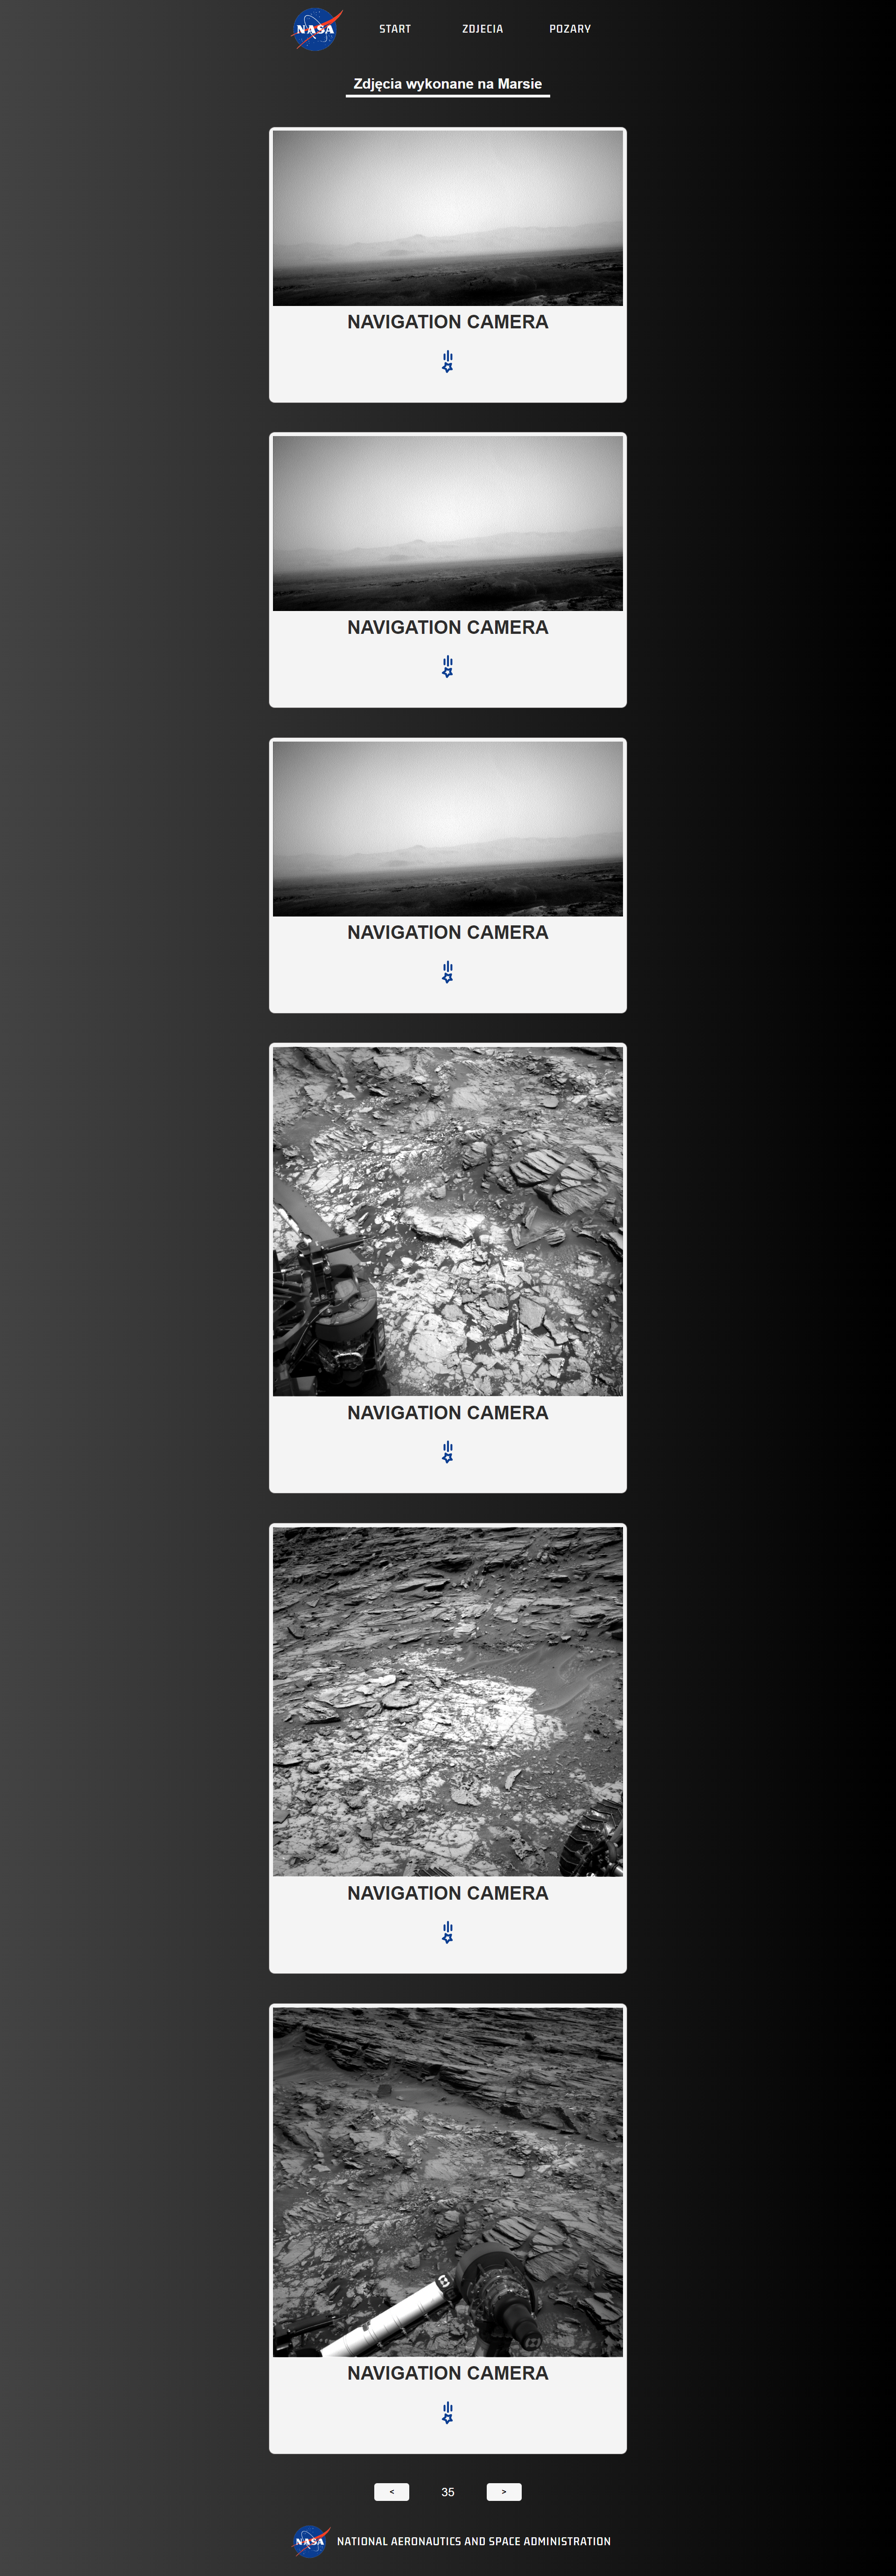 NASA
START ZDJECIA POZARY
Zdjęcia wykonane na Marsie
NAVIGATION CAMERA
NAVIGATION CAMERA
NAVIGATION CAMERA
NAVIGATION CAMERA
NAVIGATION CAMERA
NAVIGATION CAMERA
< 35 >
NASA NATIONAL AERONAUTICS AND SPACE ADMINISTRATION